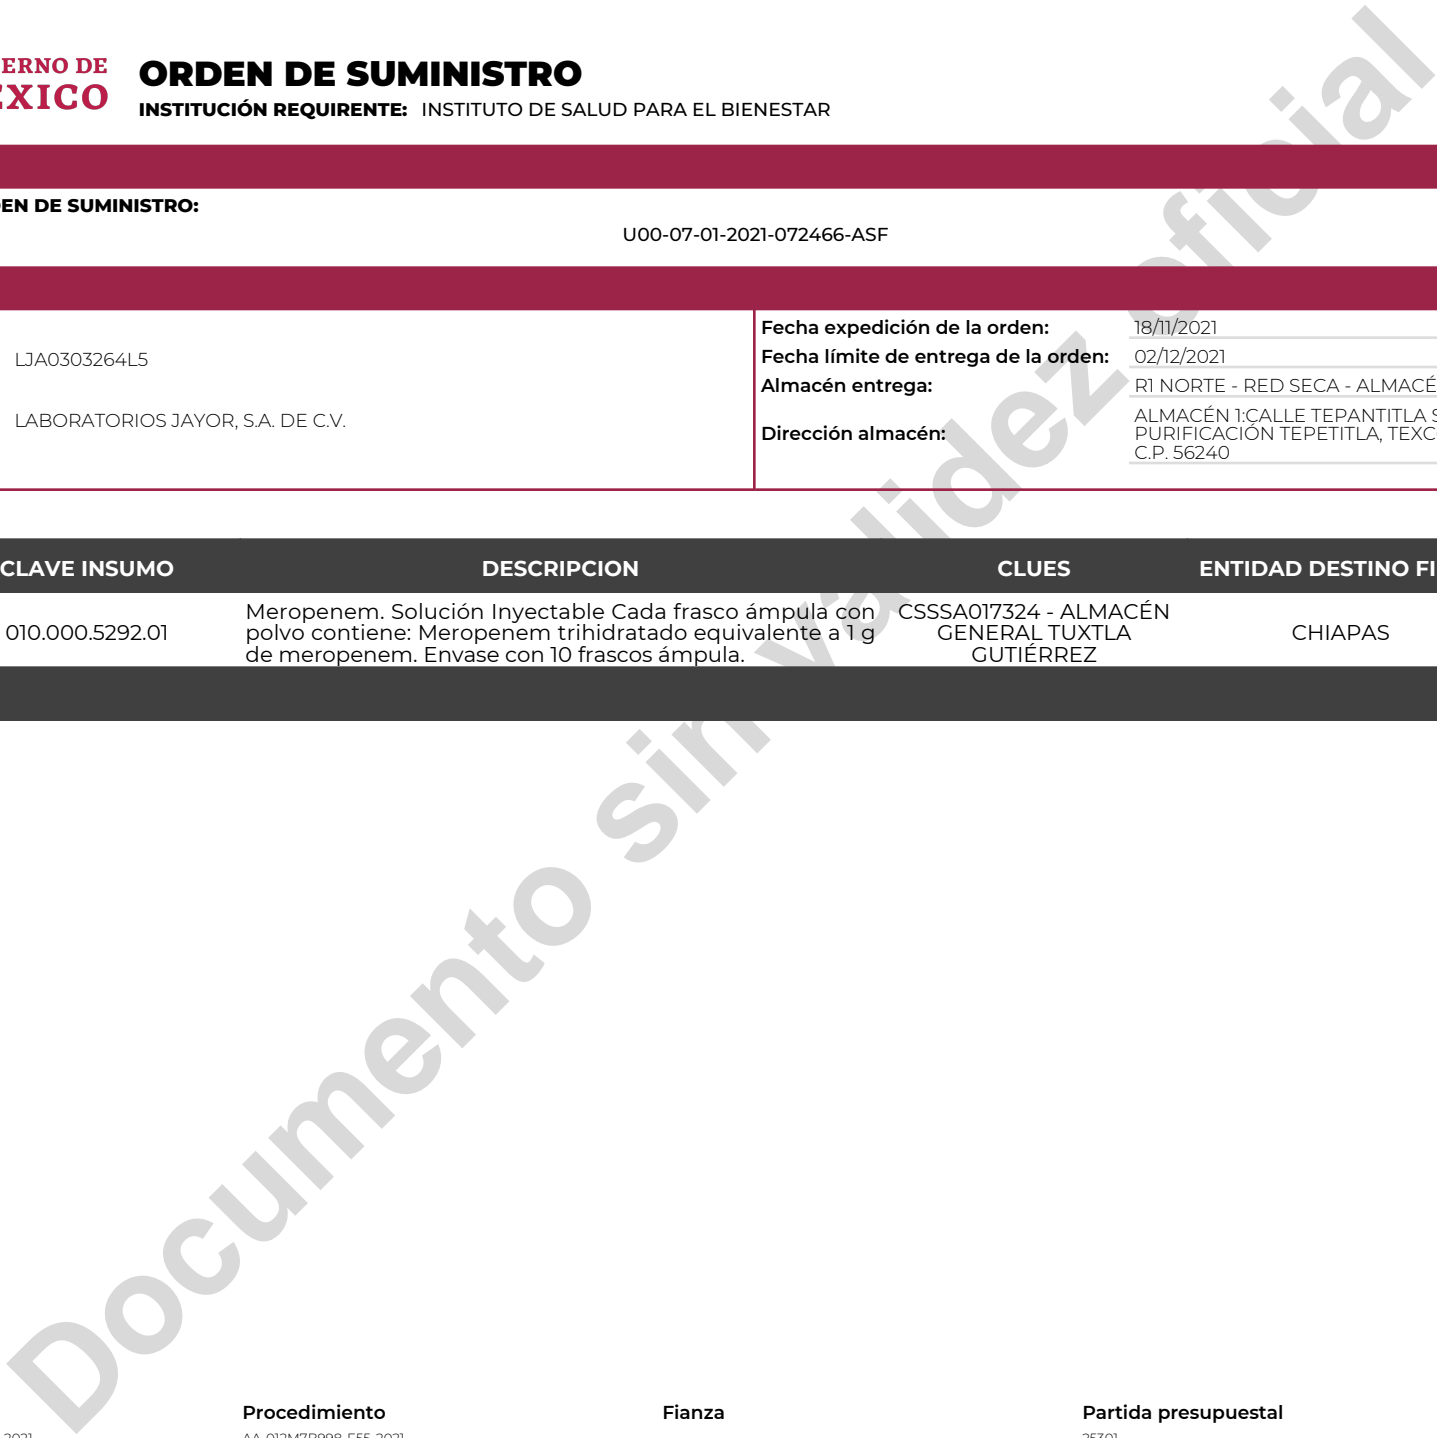 ERNO DE
EXICO
ORDEN DE SUMINISTRO
INSTITUCIÓN REQUIRENTE: INSTITUTO DE SALUD PARA EL BIENESTAR
EN DE SUMINISTRO:
U00-07-01-2021-072466-ASF
LJA0303264L5
LABORATORIOS JAYOR, S.A. DE C.V.
Fecha expedición de la orden: 18/11/2021
Fecha límite de entrega de la orden: 02/12/2021
Almacén entrega: R1 NORTE - RED SECA - ALMACÉ
Dirección almacén: ALMACÉN 1:CALLE TEPANTITLA S
PURIFICACIÓN TEPETITLA, TEXC
C.P. 56240
CLAVE INSUMO DESCRIPCION CLUES ENTIDAD DESTINO FI
010.000.5292.01
Meropenem. Solución Inyectable Cada frasco ámpula con
polvo contiene: Meropenem trihidratado equivalente a 1 g
de meropenem. Envase con 10 frascos ámpula.
CSSSA017324 - ALMACÉN
GENERAL TUXTLA
GUTIÉRREZ
CHIAPAS
Documento sin validez oficial
Procedimiento Fianza Partida presupuestal